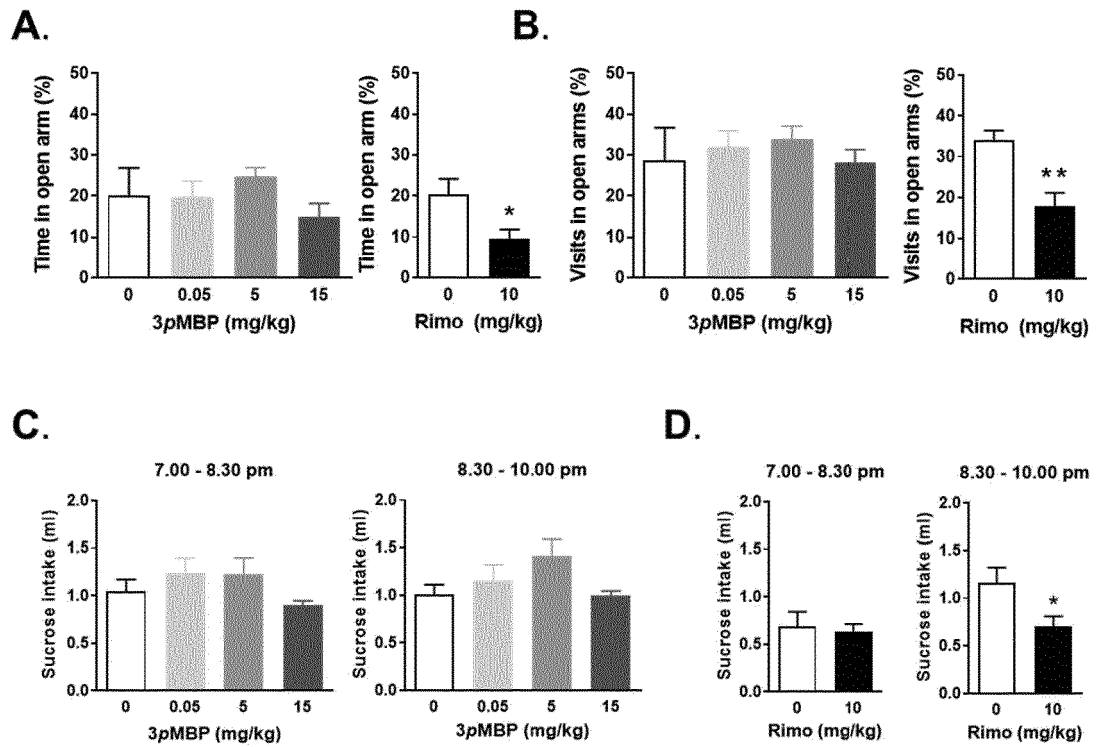 A.
B.
Time in open arm (%)
50
40
30
20
10
0
0 0.05 5 15
3pMBP (mg/kg)
Time in open arm (%)
50
40
30
20
10
0
*
0 10
Rimo (mg/kg)
Visits in open arms (%)
50
40
30
20
10
0
0 0.05 5 15
3pMBP (mg/kg)
Visits in open arms (%)
50
40
30
20
10
0
**
0 10
Rimo (mg/kg)
C.
D.
7.00 - 8.30 pm
Sucrose intake (ml)
2.0
1.5
1.0
0.5
0.0
0 0.05 5 15
3pMBP (mg/kg)
8.30 - 10.00 pm
Sucrose intake (ml)
2.0
1.5
1.0
0.5
0.0
0 0.05 5 15
3pMBP (mg/kg)
7.00 - 8.30 pm
Sucrose intake (ml)
2.0
1.5
1.0
0.5
0.0
0 10
Rimo (mg/kg)
8.30 - 10.00 pm
Sucrose intake (ml)
2.0
1.5
1.0
0.5
0.0
*
0 10
Rimo (mg/kg)